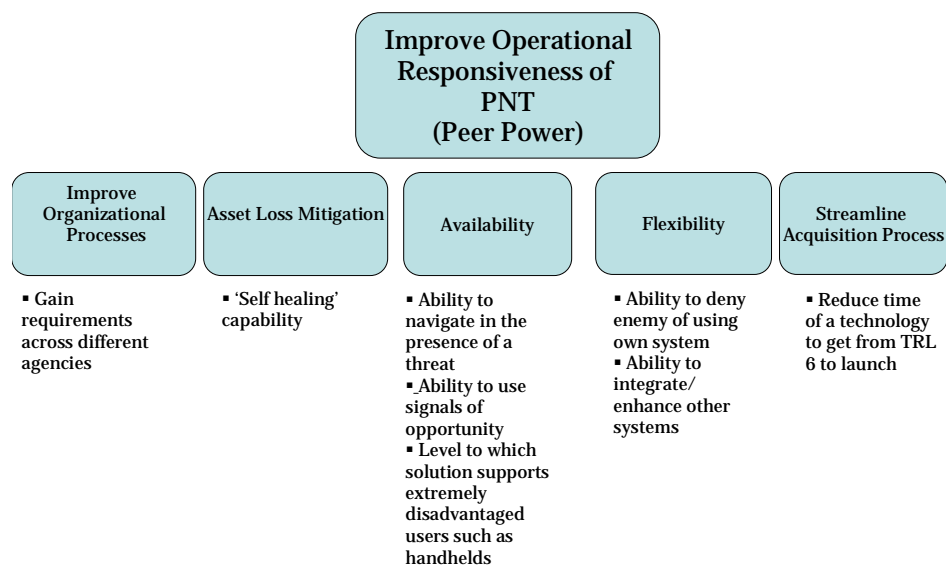 Improve Operational
Responsiveness of
PNT
(Peer Power)
Improve
Organizational
Processes
Asset Loss Mitigation
Availability
Flexibility
Streamline
Acquisition Process
▪ Gain
requirements
across different
agencies
▪ ‘Self healing’
capability
▪ Ability to
navigate in the
presence of a
threat
▪ Ability to use
signals of
opportunity
▪ Level to which
solution supports
extremely
disadvantaged
users such as
handhelds
▪ Ability to deny
enemy of using
own system
▪ Ability to
integrate/
enhance other
systems
▪ Reduce time
of a technology
to get from TRL
6 to launch